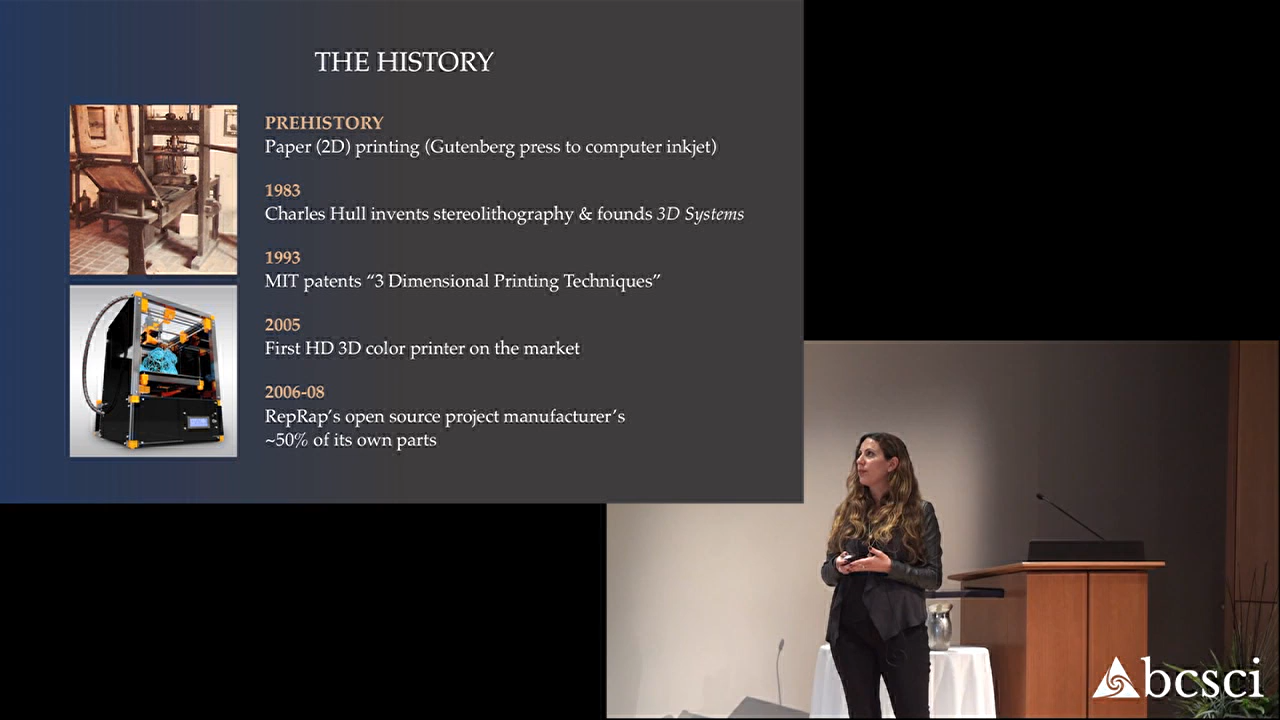 THE HISTORY
PREHISTORY
Paper (2D) printing (Gutenberg press to computer inkjet)
1983
Charles Hull invents stereolithography & founds 3D Systems
1993
MIT patents “3 Dimensional Printing Techniques”
2005
First HD 3D color printer on the market
2006-08
RepRap’s open source project manufacturer’s
~50% of its own parts
bcsci